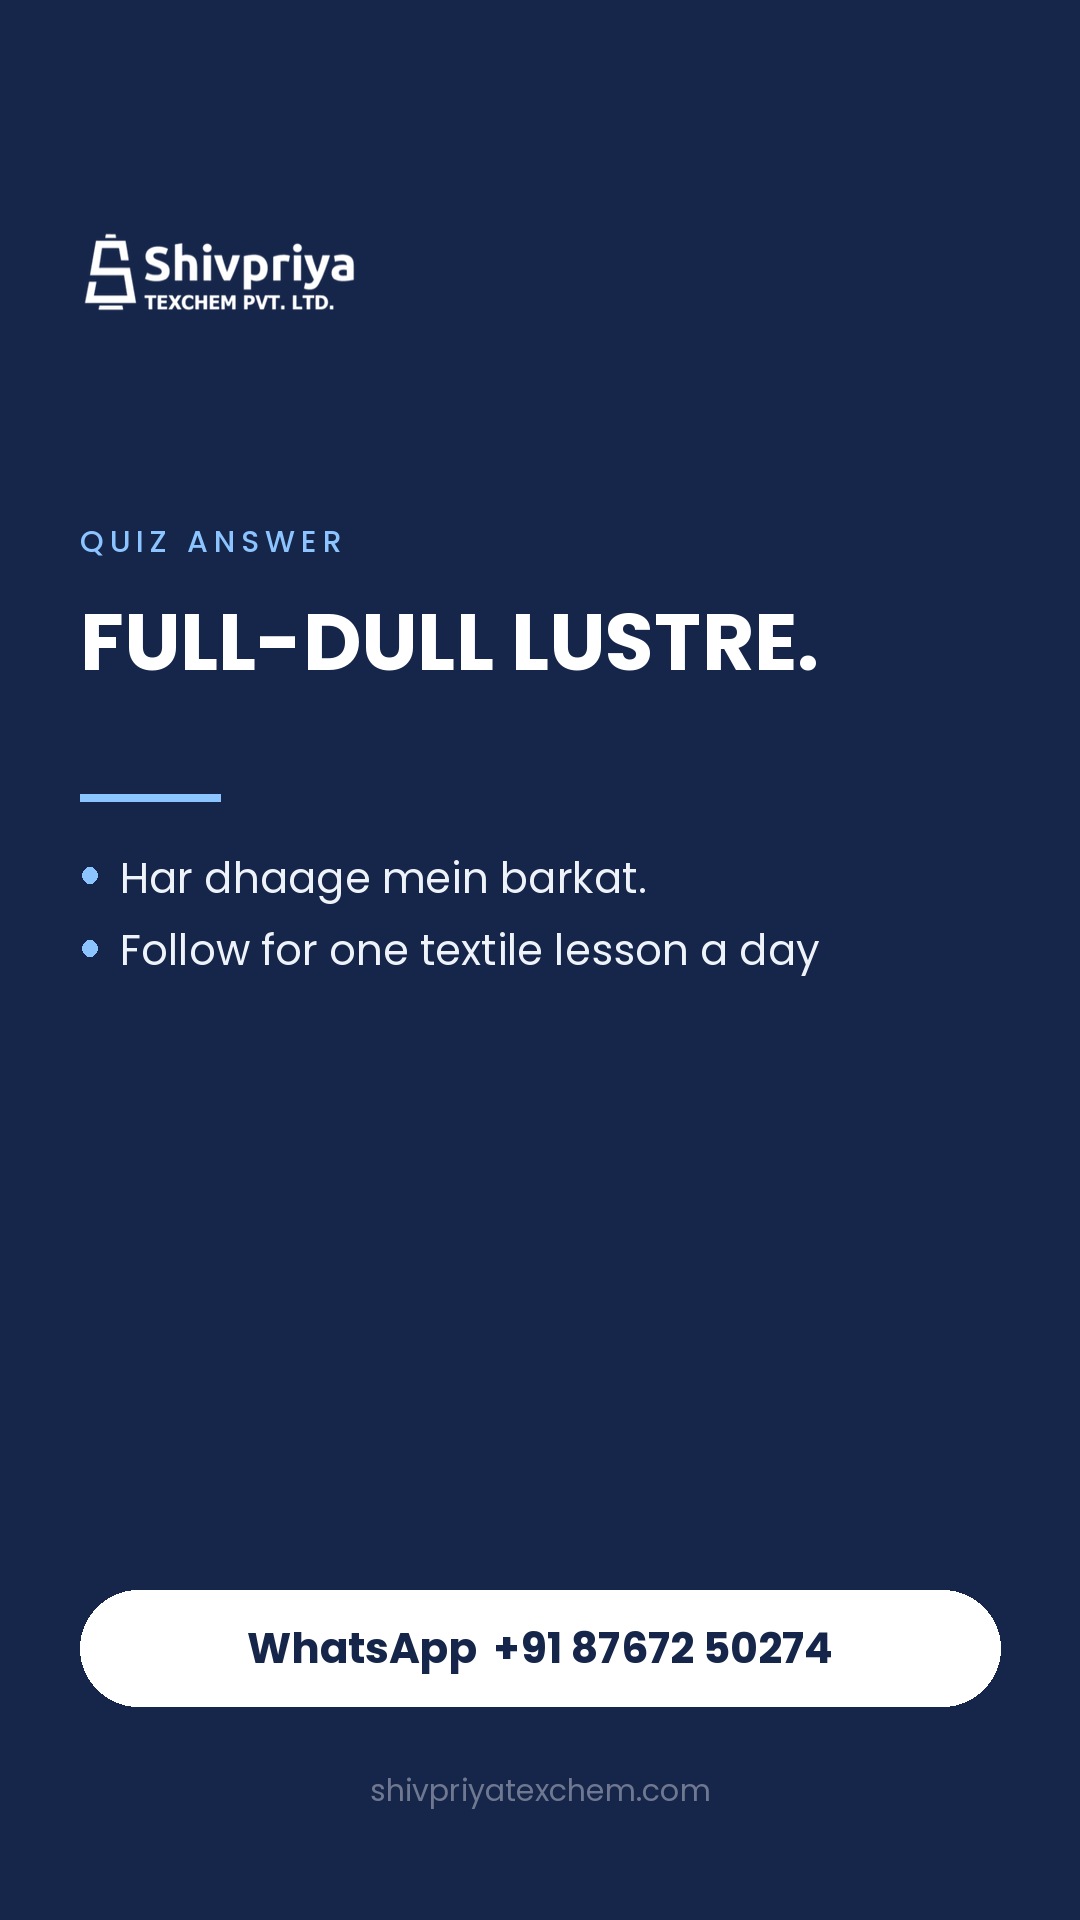 Shivpriya
TEXCHEM PVT. LTD.
QUIZ ANSWER
FULL-DULL LUSTRE.
• Har dhaage mein barkat.
• Follow for one textile lesson a day
WhatsApp +91 87672 50274
shivpriyatexchem.com